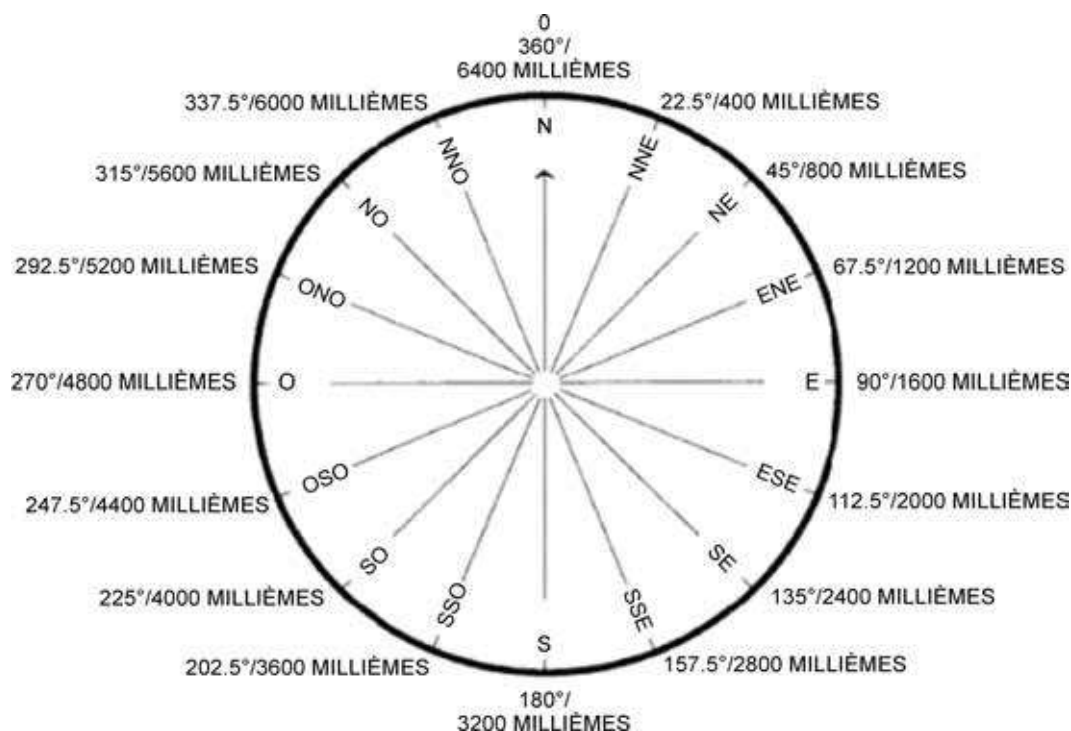 0
360°/
6400 MILLIÈMES
337.5°/6000 MILLIÈMES
22.5°/400 MILLIÈMES
N
NNO
NNE
315°/5600 MILLIÈMES
45°/800 MILLIÈMES
NO
NE
292.5°/5200 MILLIÈMES
67.5°/1200 MILLIÈMES
ONO
ENE
270°/4800 MILLIÈMES
O
E
90°/1600 MILLIÈMES
OSO
ESE
247.5°/4400 MILLIÈMES
112.5°/2000 MILLIÈMES
SO
SE
225°/4000 MILLIÈMES
135°/2400 MILLIÈMES
SSO
SSE
S
202.5°/3600 MILLIÈMES
157.5°/2800 MILLIÈMES
180°/
3200 MILLIÈMES